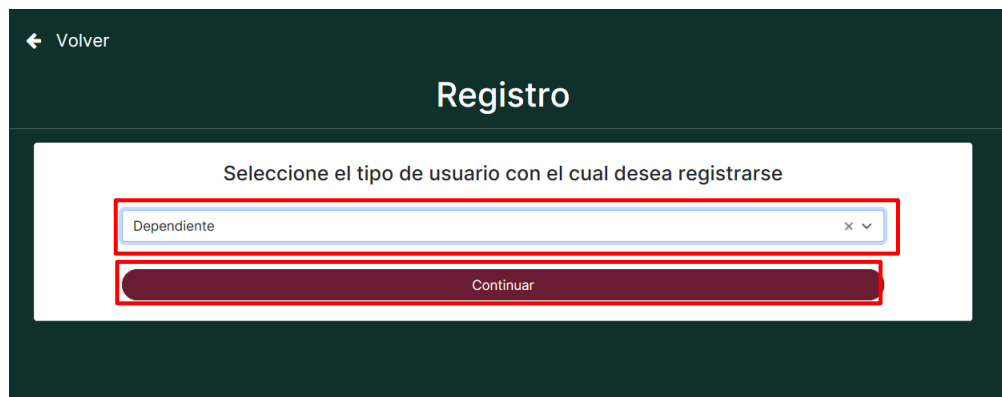 Volver
Registro
Seleccione el tipo de usuario con el cual desea registrarse
Dependiente
Continuar